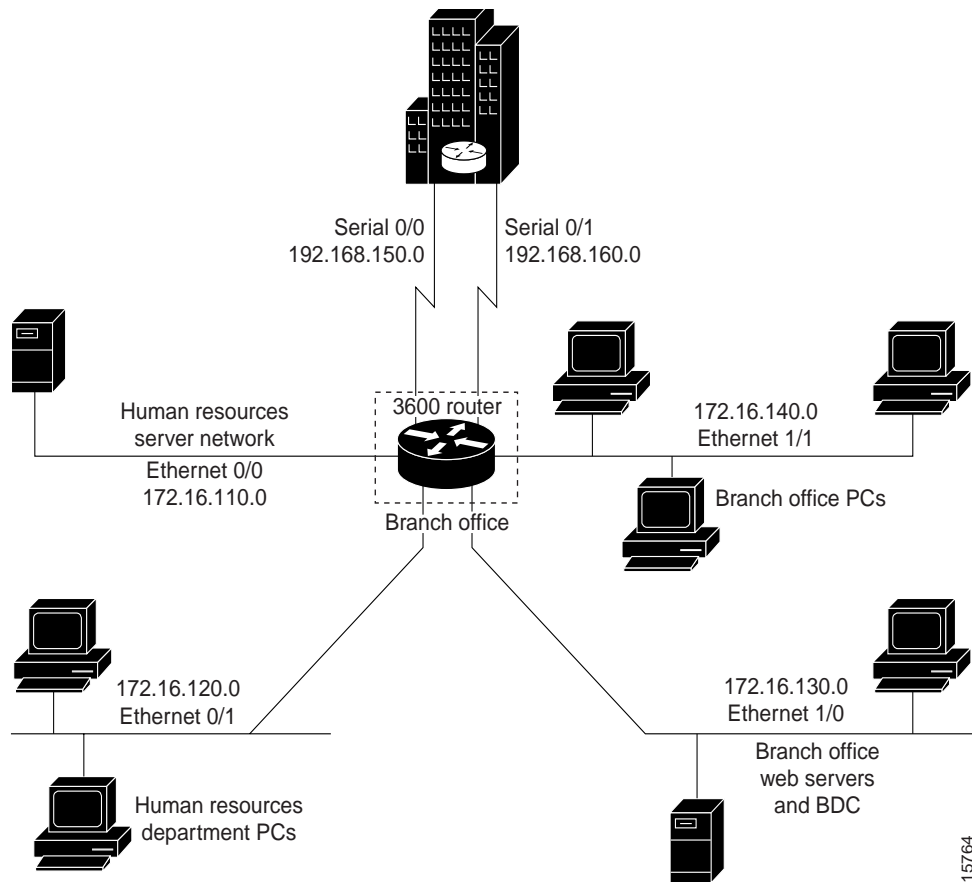 Serial 0/0
192.168.150.0
Serial 0/1
192.168.160.0
Human resources
server network
Ethernet 0/0
172.16.110.0
3600 router
Branch office
172.16.140.0
Ethernet 1/1
Branch office PCs
172.16.120.0
Ethernet 0/1
Human resources
department PCs
172.16.130.0
Ethernet 1/0
Branch office
web servers
and BDC
15764